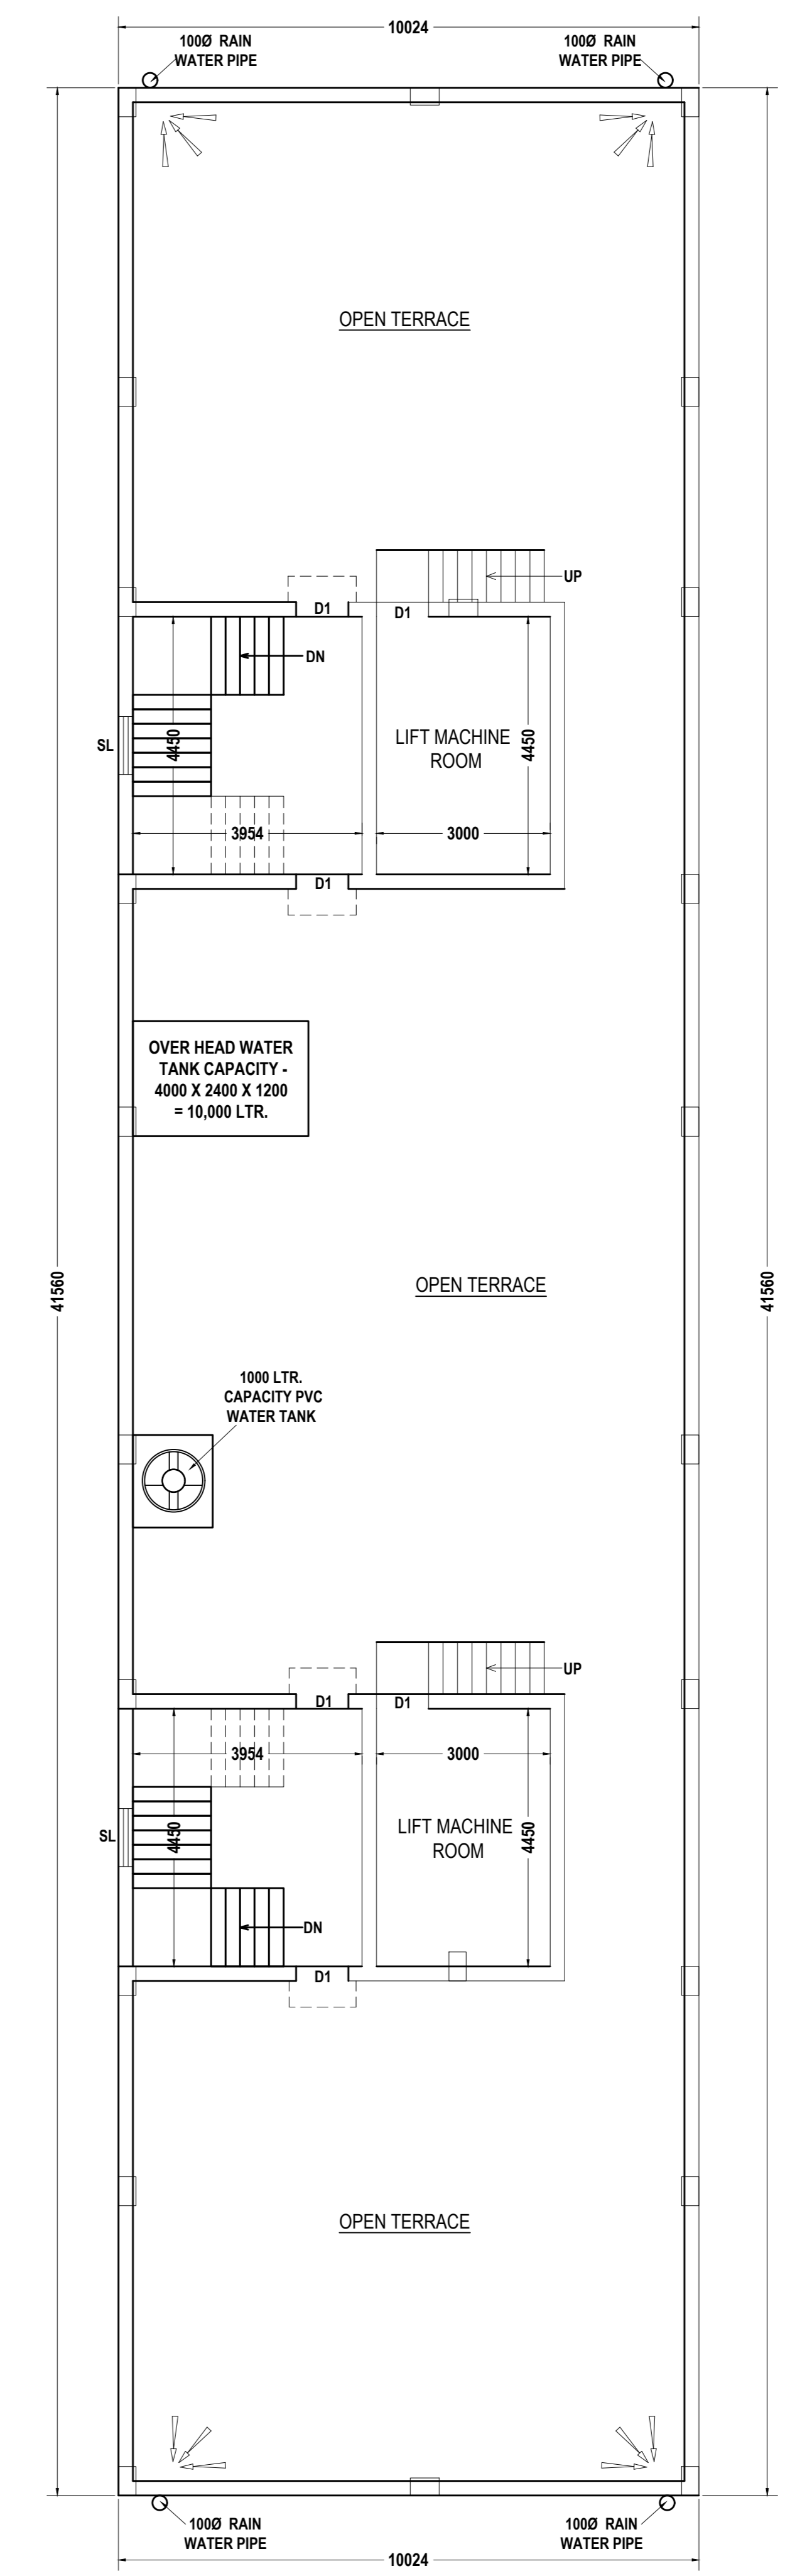 10024
100Ø RAIN
WATER PIPE
100Ø RAIN
WATER PIPE
OPEN TERRACE
UP
D1
D1
DN
SL
4450
LIFT MACHINE
ROOM
4450
3954
3000
D1
OVER HEAD WATER
TANK CAPACITY -
4000 X 2400 X 1200
= 10,000 LTR.
41560
OPEN TERRACE
41560
1000 LTR.
CAPACITY PVC
WATER TANK
UP
D1
D1
3954
3000
SL
4450
LIFT MACHINE
ROOM
4450
DN
D1
OPEN TERRACE
100Ø RAIN
WATER PIPE
100Ø RAIN
WATER PIPE
10024